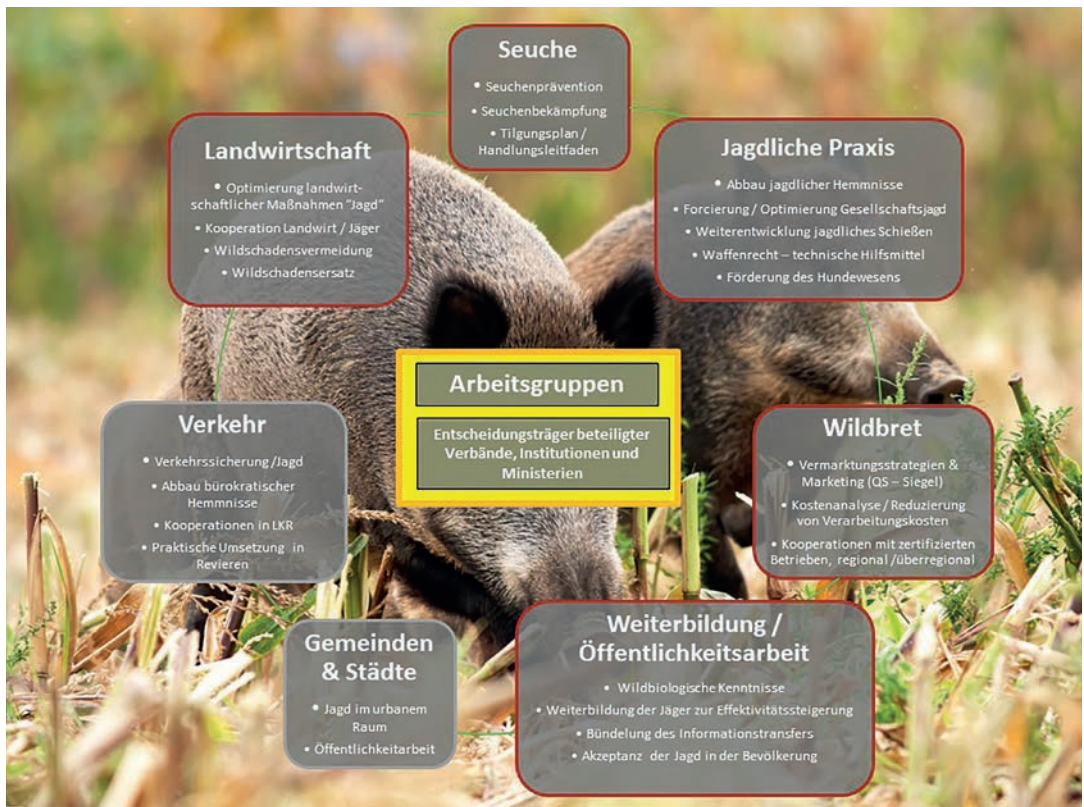 Seuche
• Seuchenprävention
• Seuchenbekämpfung
• Tilgungsplan /
Handlungsleitfaden
Landwirtschaft
• Optimierung landwirt-
schaftlicher Maßnahmen "Jagd"
• Kooperation Landwirt / Jäger
• Wildschadensvermeidung
• Wildschadensersatz
Jagdliche Praxis
• Abbau jagdlicher Hemmnisse
• Forcierung / Optimierung Gesellschaftsjagd
• Weiterentwicklung jagdliches Schießen
• Waffenrecht – technische Hilfsmittel
• Förderung des Hundewesens
Arbeitsgruppen
Entscheidungsträger beteiligter
Verbände, Institutionen und
Ministerien
Verkehr
• Verkehrssicherung /Jagd
• Abbau bürokratischer
Hemmnisse
• Kooperationen in LKR
• Praktische Umsetzung in
Revieren
Wildbret
• Vermarktungsstrategien &
Marketing (QS – Siegel)
• Kostenanalyse / Reduzierung
von Verarbeitungskosten
• Kooperationen mit zertifizierten
Betrieben, regional /überregional
Gemeinden
& Städte
• Jagd im urbanem
Raum
• Öffentlichkeitarbeit
Weiterbildung /
Öffentlichkeitsarbeit
• Wildbiologische Kenntnisse
• Weiterbildung der Jäger zur Effektivitätssteigerung
• Bündelung des Informationstransfers
• Akzeptanz der Jagd in der Bevölkerung